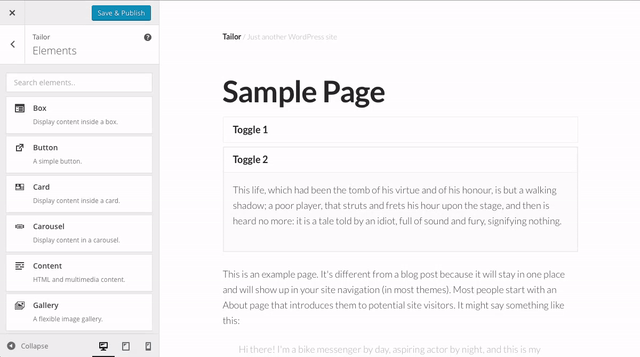 Save & Publish
Tailor
Elements
Search elements..
Box
Display content inside a box.
Button
A simple button.
Card
Display content inside a card.
Carousel
Display content in a carousel.
Content
HTML and multimedia content.
Gallery
A flexible image gallery.
Collapse
Tailor / Just another WordPress site
Sample Page
Toggle 1
Toggle 2
This life, which had been the tomb of his virtue and of his honour, is but a walking
shadow; a poor player, that struts and frets his hour upon the stage, and then is
heard no more: it is a tale told by an idiot, full of sound and fury, signifying nothing.
This is an example page. It's different from a blog post because it will stay in one place
and will show up in your site navigation (in most themes). Most people start with an
About page that introduces them to potential site visitors. It might say something like
this:
Hi there! I'm a bike messenger by day, aspiring actor by night, and this is my